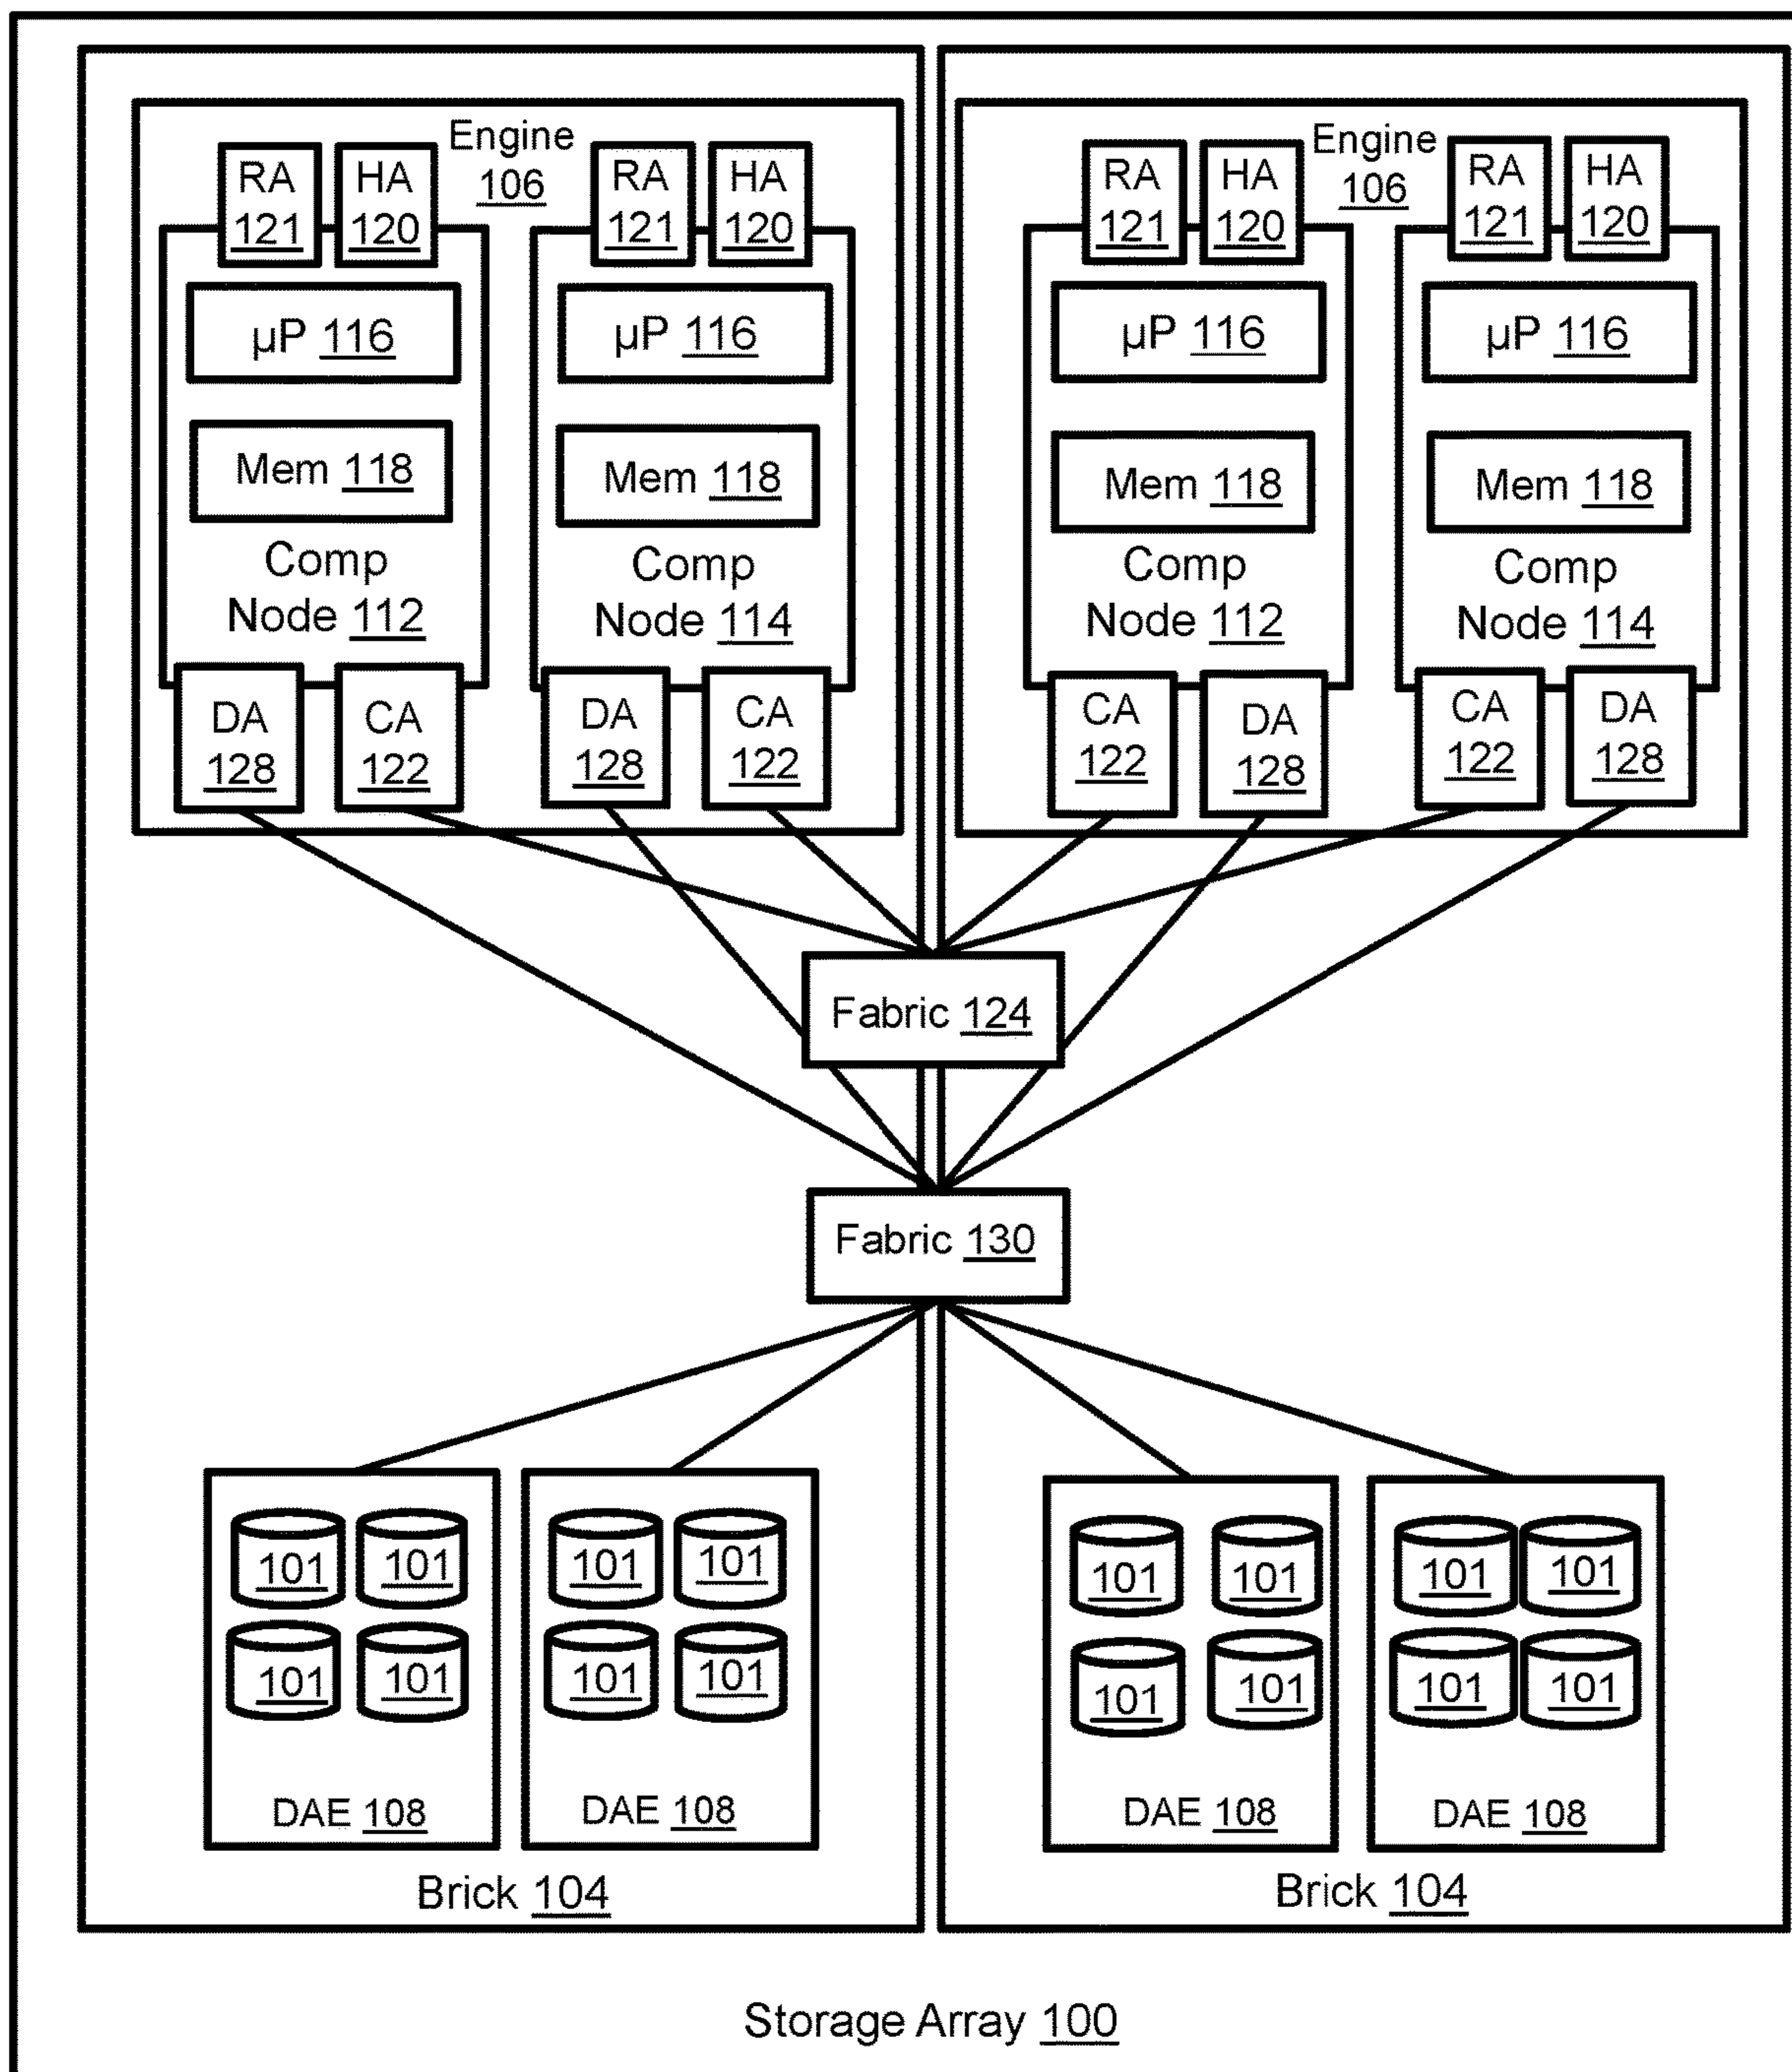 Engine
106
RA
121
HA
120
RA
121
HA
120
µP 116
µP 116
Mem 118
Mem 118
Comp
Node 112
Comp
Node 114
DA
128
CA
122
DA
128
CA
122
Engine
106
RA
121
HA
120
RA
121
HA
120
µP 116
µP 116
Mem 118
Mem 118
Comp
Node 112
Comp
Node 114
CA
122
DA
128
CA
122
DA
128
Fabric 124
Fabric 130
101
101
101
101
DAE 108
101
101
101
101
DAE 108
Brick 104
101
101
101
101
DAE 108
101
101
101
101
DAE 108
Brick 104
Storage Array 100